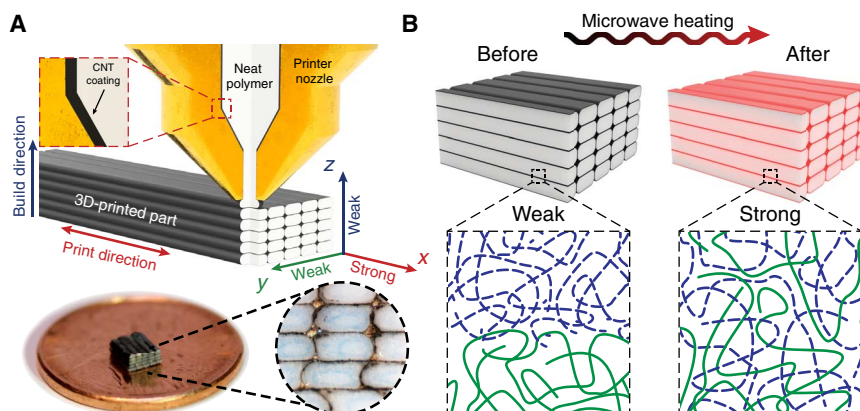 A
CNT
coating
Neat
polymer
Printer
nozzle
Build direction
3D-printed part
Print direction
z
Weak
y
Weak
Strong
x
B
Microwave heating
Before
After
Weak
Strong